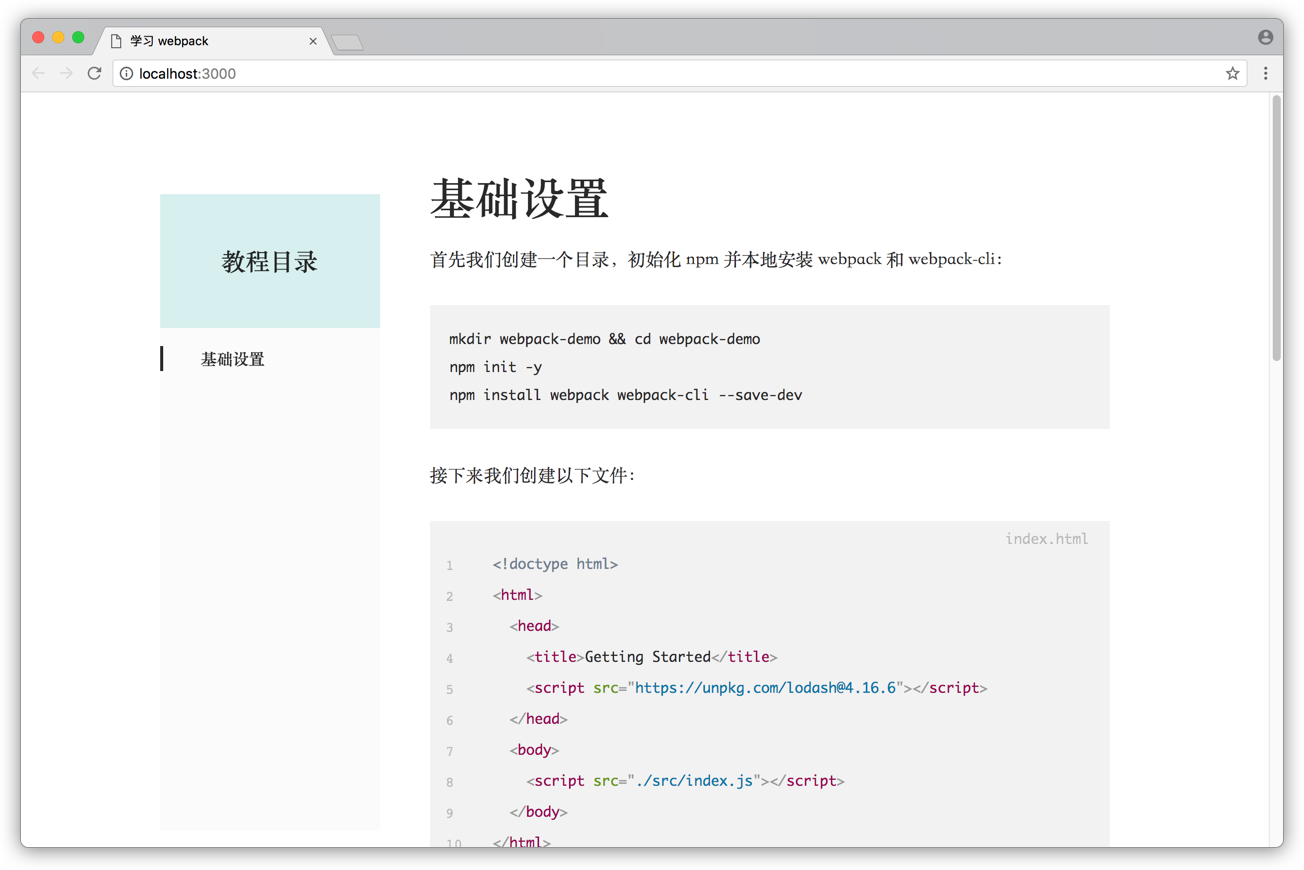 学习 webpack
localhost:3000
教程目录
基础设置
基础设置
首先我们创建一个目录，初始化 npm 并本地安装 webpack 和 webpack-cli：
mkdir webpack-demo && cd webpack-demo
npm init -y
npm install webpack webpack-cli --save-dev
接下来我们创建以下文件：
index.html
1 <!doctype html>
2 <html>
3 <head>
4 <title>Getting Started</title>
5 <script src="https://unpkg.com/lodash@4.16.6"></script>
6 </head>
7 <body>
8 <script src="./src/index.js"></script>
9 </body>
10 </html>